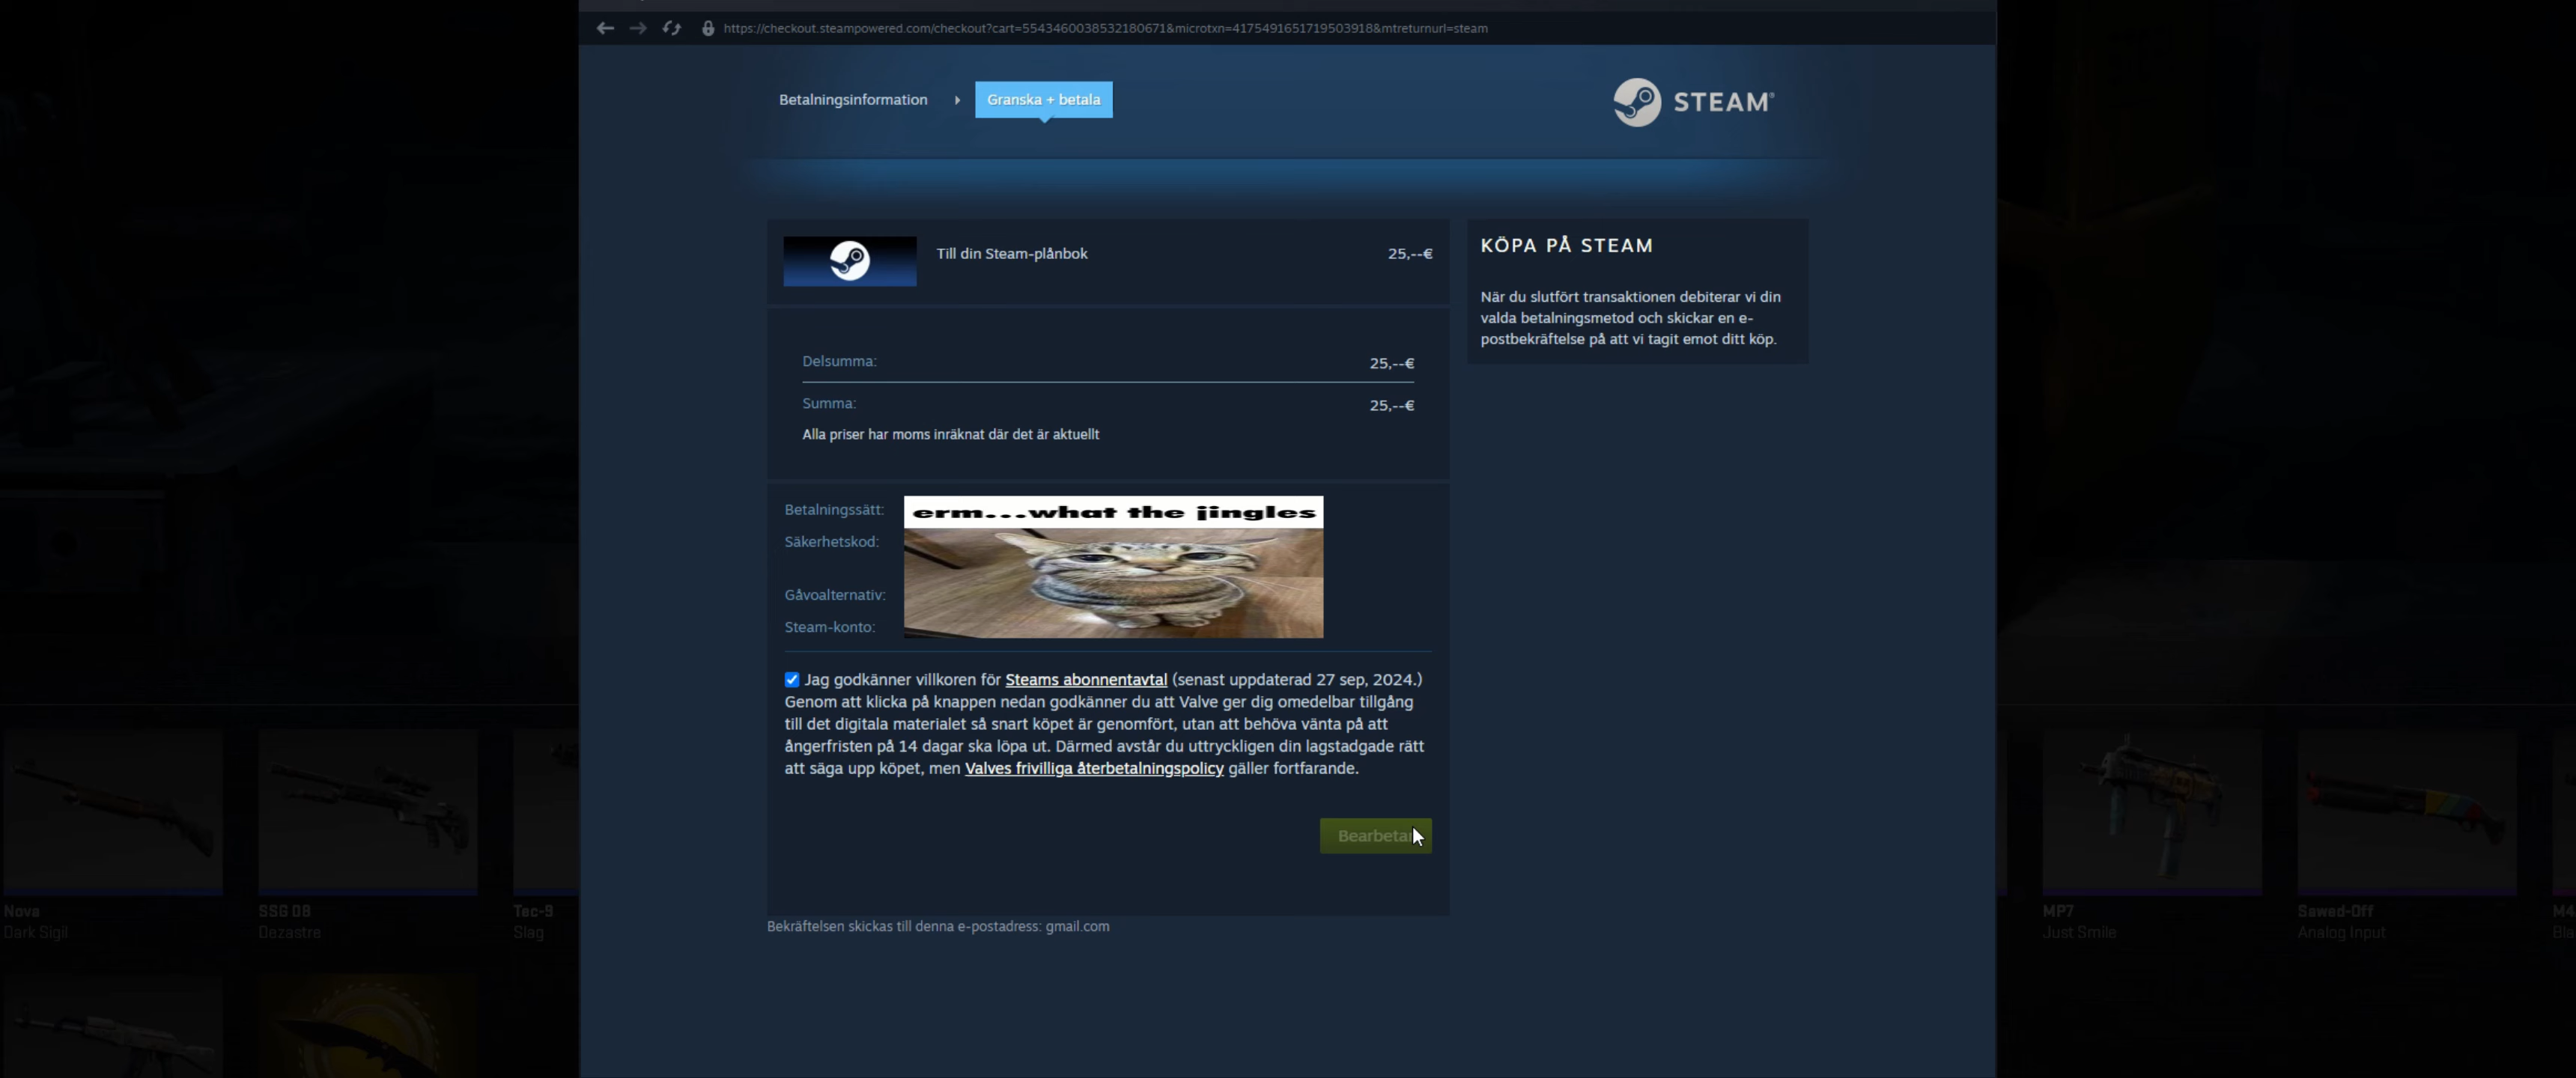 https://checkout.steampowered.com/checkout?cart=5543460038532180671&microtxn=4175491651719503918&mtreturnurl=steam
Betalningsinformation
Granska + betala
STEAM®
Till din Steam-plånbok
25,--€
KÖPA PÅ STEAM
När du slutfört transaktionen debiterar vi din
valda betalningsmetod och skickar en e-
postbekräftelse på att vi tagit emot ditt köp.
Delsumma:
25,--€
Summa:
25,--€
Alla priser har moms inräknat där det är aktuellt
Betalningssätt:
erm...what the jingles
Säkerhetskod:
Gåvoalternativ:
Steam-konto:
Jag godkänner villkoren för Steams abonnentavtal (senast uppdaterad 27 sep, 2024.)
Genom att klicka på knappen nedan godkänner du att Valve ger dig omedelbar tillgång
till det digitala materialet så snart köpet är genomfört, utan att behöva vänta på att
ångerfristen på 14 dagar ska löpa ut. Därmed avstår du uttryckligen din lagstadgade rätt
att säga upp köpet, men Valves frivilliga återbetalningspolicy gäller fortfarande.
Bekräftelsen skickas till denna e-postadress: gmail.com
Nova
Dark Sigil
SSG 08
Dezastre
Tec-9
Slag
MP7
Just Smile
Sawed-Off
Analog Input